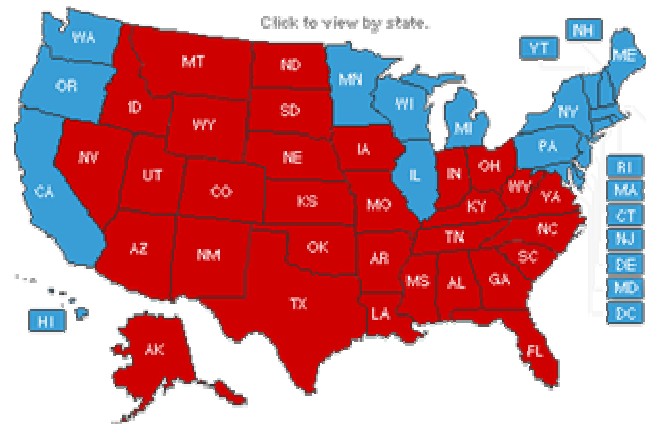 Click to view by state.
NH
WA
VT
ME
MT
ND
MN
OR
WI
ID
SD
NY
WY
MI
PA
IA
NE
NV
IL
IN
OH
RI
UT
CO
WV
MA
CA
KS
MO
VA
KY
CT
NC
TN
NJ
AZ
NM
OK
AR
SC
DE
MS
AL
GA
MD
TX
LA
DC
HI
AK
FL